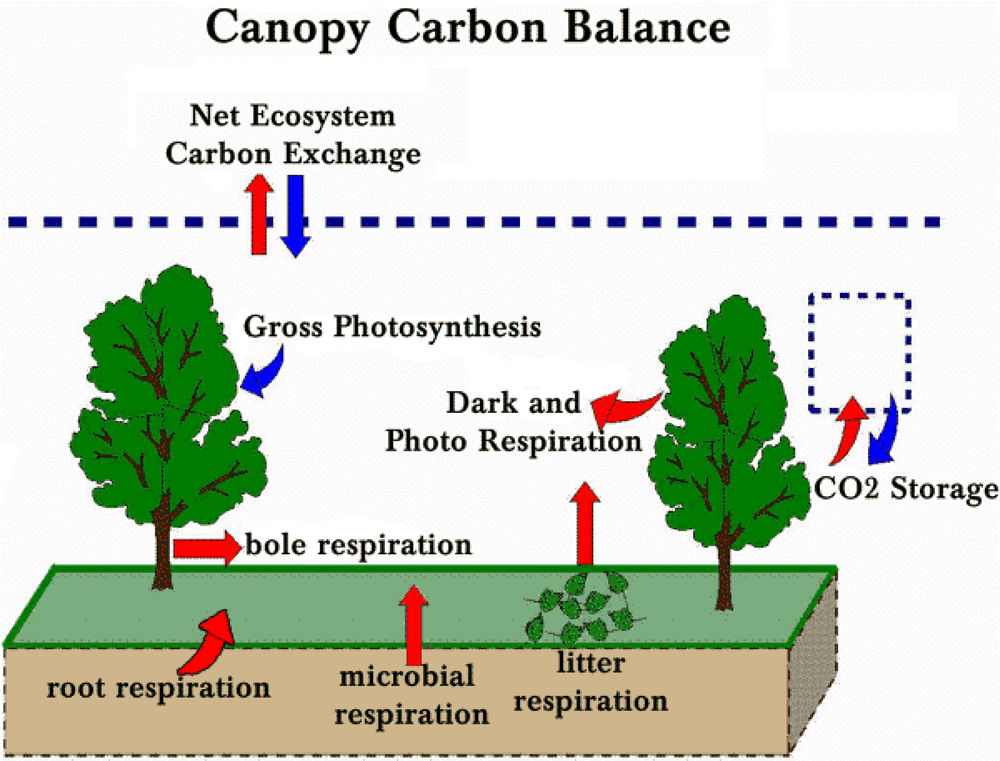 Canopy Carbon Balance
Net Ecosystem
Carbon Exchange
Gross Photosynthesis
Dark and
Photo Respiration
CO2 Storage
bole respiration
root respiration
microbial
respiration
litter
respiration